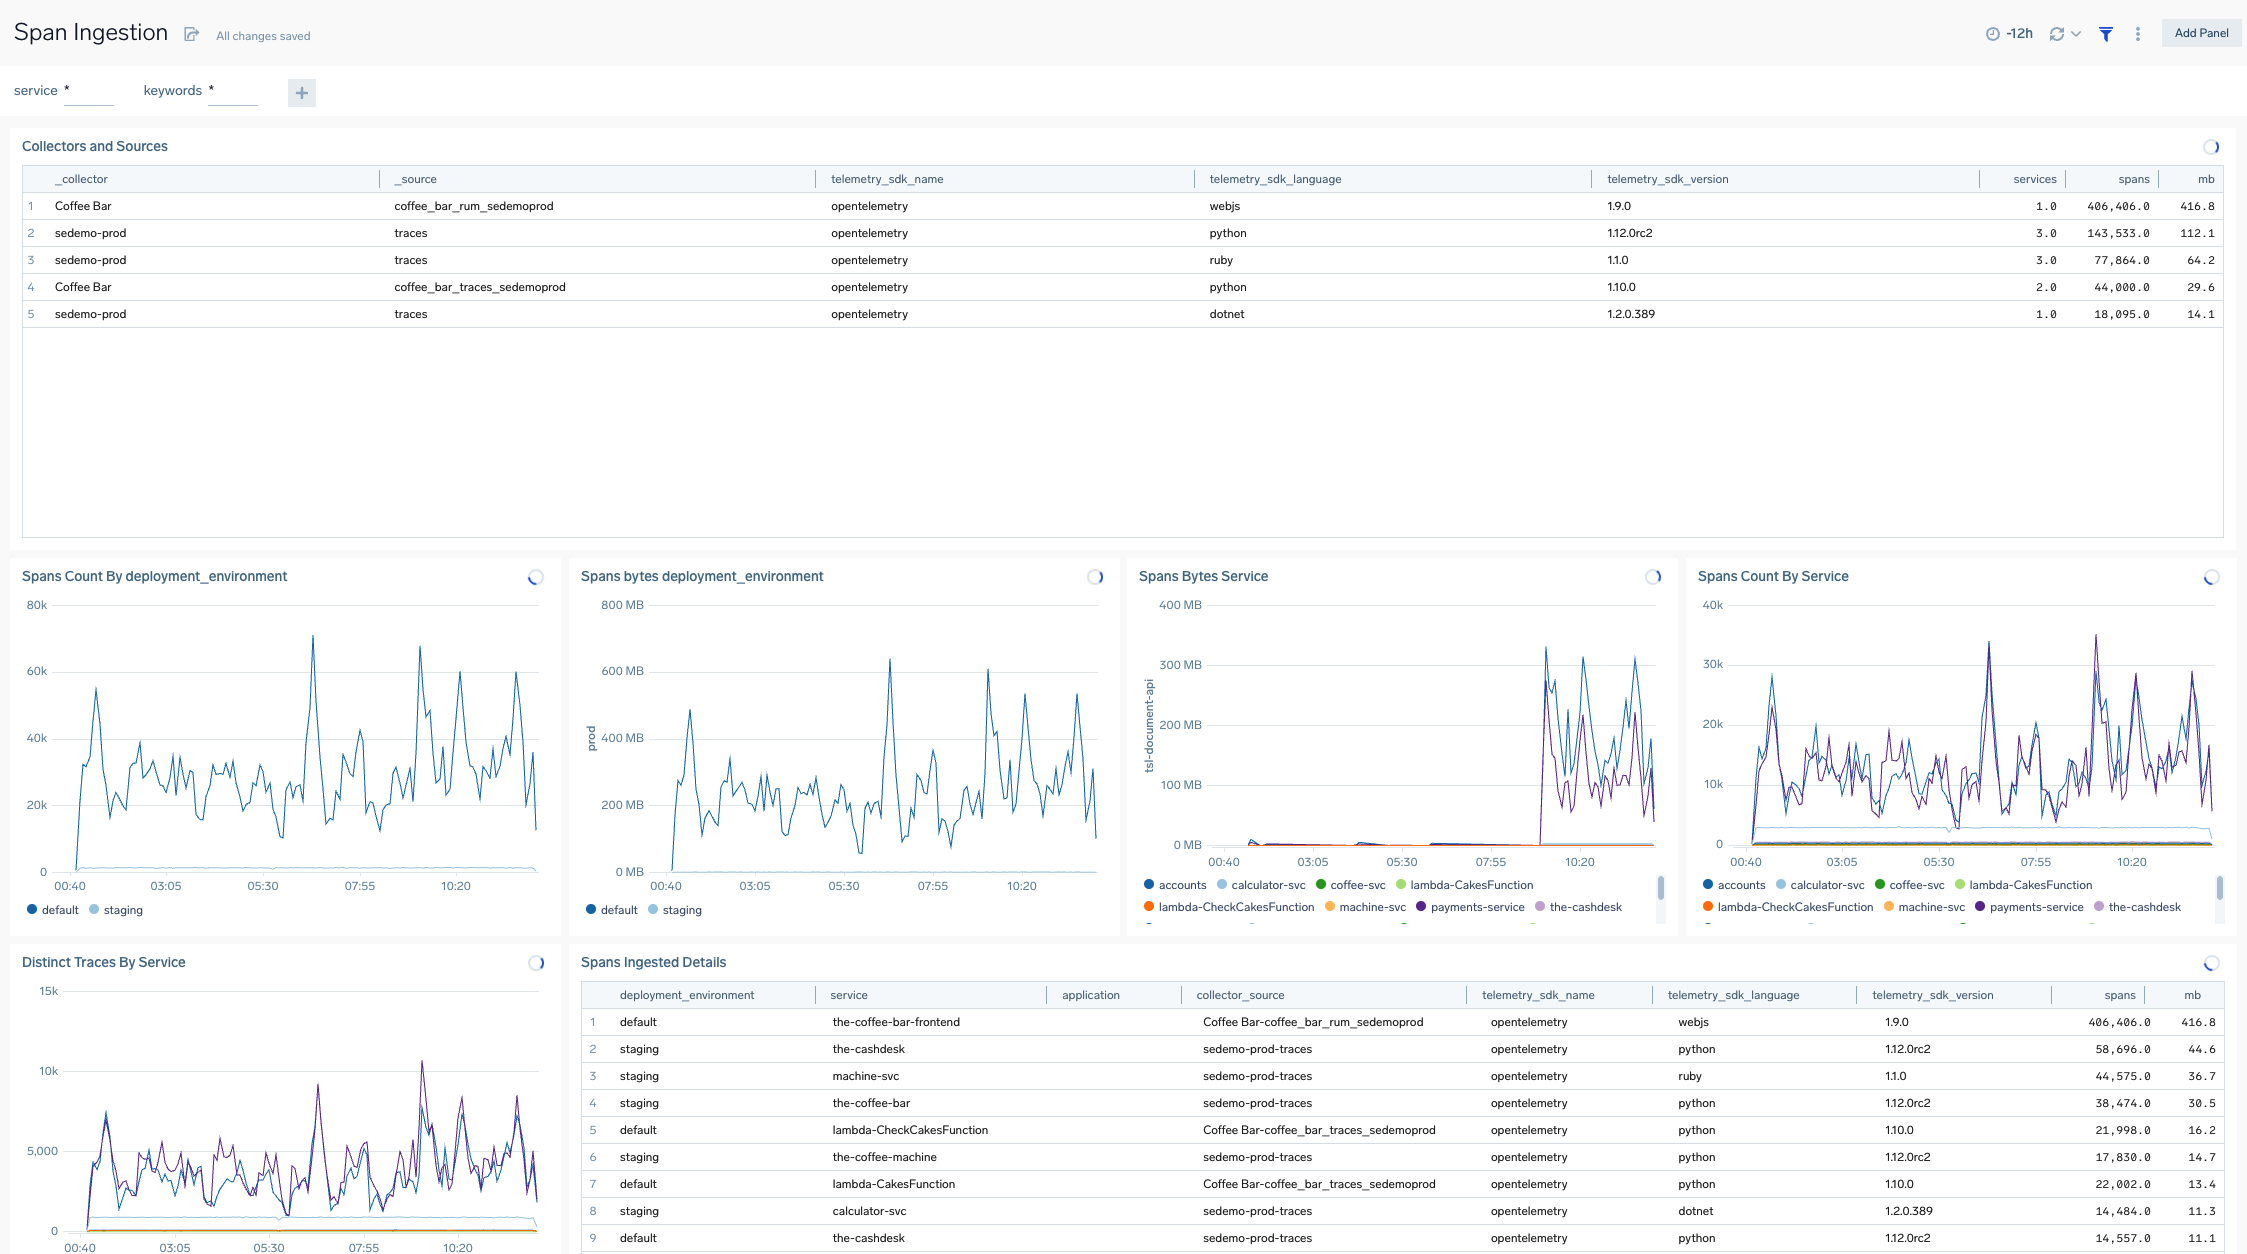 Span Ingestion All changes saved -12h Add Panel
service * keywords * +
Collectors and Sources
_collector _source telemetry_sdk_name telemetry_sdk_language telemetry_sdk_version services spans mb
1 Coffee Bar coffee_bar_rum_sedemoprod opentelemetry webjs 1.9.0 1.0 406,406.0 416.8
2 sedemo-prod traces opentelemetry python 1.12.0rc2 3.0 143,533.0 112.1
3 sedemo-prod traces opentelemetry ruby 1.1.0 3.0 77,864.0 64.2
4 Coffee Bar coffee_bar_traces_sedemoprod opentelemetry python 1.10.0 2.0 44,000.0 29.6
5 sedemo-prod traces opentelemetry dotnet 1.2.0.389 1.0 18,095.0 14.1
Spans Count By deployment_environment
80k
60k
40k
20k
0
00:40 03:05 05:30 07:55 10:20
default staging
Spans bytes deployment_environment
prod
800 MB
600 MB
400 MB
200 MB
0 MB
00:40 03:05 05:30 07:55 10:20
default staging
Spans Bytes Service
tsl-document-api
400 MB
300 MB
200 MB
100 MB
0 MB
00:40 03:05 05:30 07:55 10:20
accounts calculator-svc coffee-svc lambda-CakesFunction
lambda-CheckCakesFunction machine-svc payments-service the-cashdesk
Spans Count By Service
40k
30k
20k
10k
0
00:40 03:05 05:30 07:55 10:20
accounts calculator-svc coffee-svc lambda-CakesFunction
lambda-CheckCakesFunction machine-svc payments-service the-cashdesk
Distinct Traces By Service
15k
10k
5,000
0
00:40 03:05 05:30 07:55 10:20
Spans Ingested Details
deployment_environment service application collector_source telemetry_sdk_name telemetry_sdk_language telemetry_sdk_version spans mb
1 default the-coffee-bar-frontend Coffee Bar-coffee_bar_rum_sedemoprod opentelemetry webjs 1.9.0 406,406.0 416.8
2 staging the-cashdesk sedemo-prod-traces opentelemetry python 1.12.0rc2 58,696.0 44.6
3 staging machine-svc sedemo-prod-traces opentelemetry ruby 1.1.0 44,575.0 36.7
4 staging the-coffee-bar sedemo-prod-traces opentelemetry python 1.12.0rc2 38,474.0 30.5
5 default lambda-CheckCakesFunction Coffee Bar-coffee_bar_traces_sedemoprod opentelemetry python 1.10.0 21,998.0 16.2
6 staging the-coffee-machine sedemo-prod-traces opentelemetry python 1.12.0rc2 17,830.0 14.7
7 default lambda-CakesFunction Coffee Bar-coffee_bar_traces_sedemoprod opentelemetry python 1.10.0 22,002.0 13.4
8 staging calculator-svc sedemo-prod-traces opentelemetry dotnet 1.2.0.389 14,484.0 11.3
9 default the-cashdesk sedemo-prod-traces opentelemetry python 1.12.0rc2 14,557.0 11.1